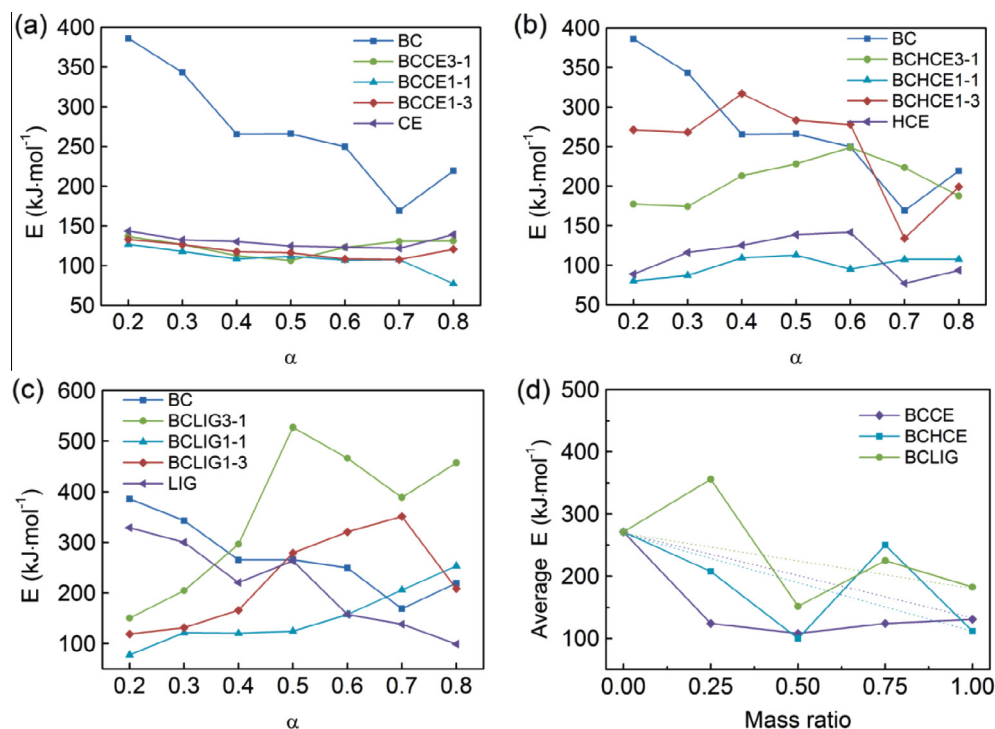 (a)
E (kJ·mol⁻¹)
400
350
300
250
200
150
100
50
BC
BCCE3-1
BCCE1-1
BCCE1-3
CE
0.2 0.3 0.4 0.5 0.6 0.7 0.8
α
(b)
E (kJ·mol⁻¹)
400
350
300
250
200
150
100
50
BC
BCHCE3-1
BCHCE1-1
BCHCE1-3
HCE
0.2 0.3 0.4 0.5 0.6 0.7 0.8
α
(c)
E (kJ·mol⁻¹)
600
500
400
300
200
100
BC
BCLIG3-1
BCLIG1-1
BCLIG1-3
LIG
0.2 0.3 0.4 0.5 0.6 0.7 0.8
α
(d)
Average E (kJ·mol⁻¹)
500
400
300
200
100
BCCE
BCHCE
BCLIG
0.00 0.25 0.50 0.75 1.00
Mass ratio